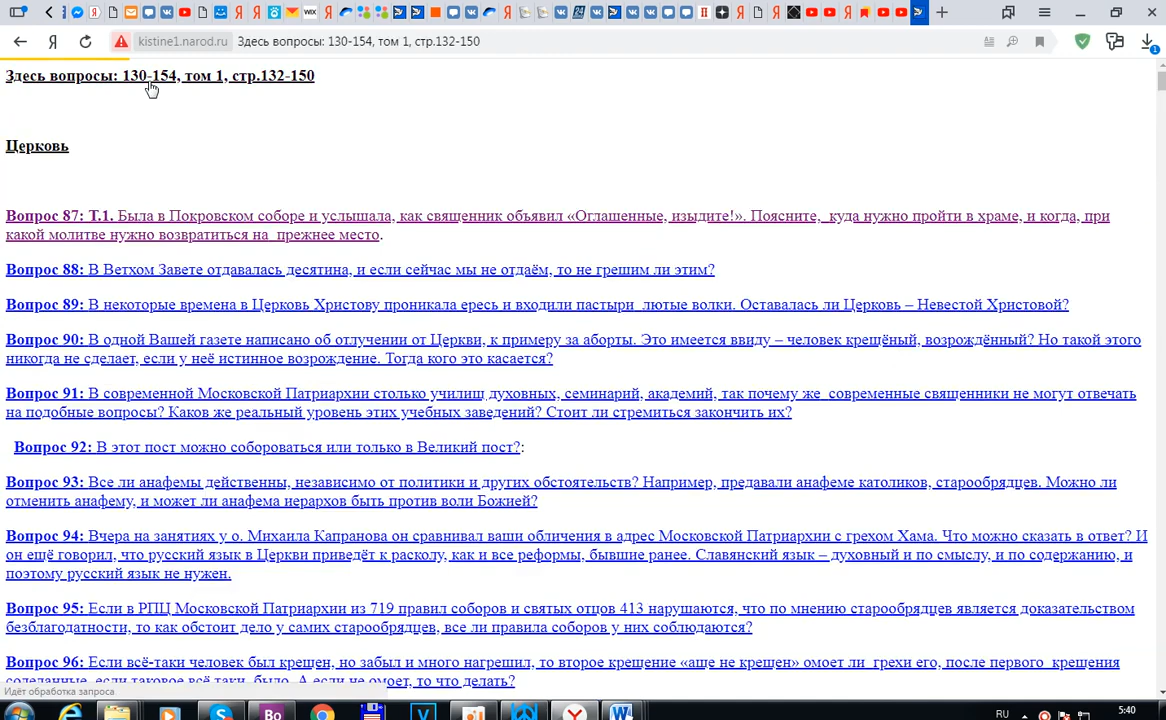 kistine1.narod.ru Здесь вопросы: 130-154, том 1, стр.132-150
Здесь вопросы: 130-154, том 1, стр.132-150
Церковь
Вопрос 87: Т.1. Была в Покровском соборе и услышала, как священник объявил «Оглашенные, изыдите!». Поясните, куда нужно пройти в храме, и когда, при
какой молитве нужно возвратиться на прежнее место.
Вопрос 88: В Ветхом Завете отдавалась десятина, и если сейчас мы не отдаём, то не грешим ли этим?
Вопрос 89: В некоторые времена в Церковь Христову проникала ересь и входили пастыри лютые волки. Оставалась ли Церковь – Невестой Христовой?
Вопрос 90: В одной Вашей газете написано об отлучении от Церкви, к примеру за аборты. Это имеется ввиду – человек крещёный, возрождённый? Но такой этого
никогда не сделает, если у неё истинное возрождение. Тогда кого это касается?
Вопрос 91: В современной Московской Патриархии столько училищ духовных, семинарий, академий, так почему же современные священники не могут отвечать
на подобные вопросы? Каков же реальный уровень этих учебных заведений? Стоит ли стремиться закончить их?
Вопрос 92: В этот пост можно собороваться или только в Великий пост?:
Вопрос 93: Все ли анафемы действенны, независимо от политики и других обстоятельств? Например, предавали анафеме католиков, старообрядцев. Можно ли
отменить анафему, и может ли анафема иерархов быть против воли Божией?
Вопрос 94: Вчера на занятиях у о. Михаила Капранова он сравнивал ваши обличения в адрес Московской Патриархии с грехом Хама. Что можно сказать в ответ? И
он ещё говорил, что русский язык в Церкви приведёт к расколу, как и все реформы, бывшие ранее. Славянский язык – духовный и по смыслу, и по содержанию, и
поэтому русский язык не нужен.
Вопрос 95: Если в РПЦ Московской Патриархии из 719 правил соборов и святых отцов 413 нарушаются, что по мнению старообрядцев является доказательством
безблагодатности, то как обстоит дело у самих старообрядцев, все ли правила соборов у них соблюдаются?
Вопрос 96: Если всё-таки человек был крещен, но забыл и много нагрешил, то второе крещение «аще не крещен» омоет ли грехи его, после первого крещения
соделанные, если таковое всё таки было. А если не омоет, то что делать?
Идёт обработка запроса
RU 5:40